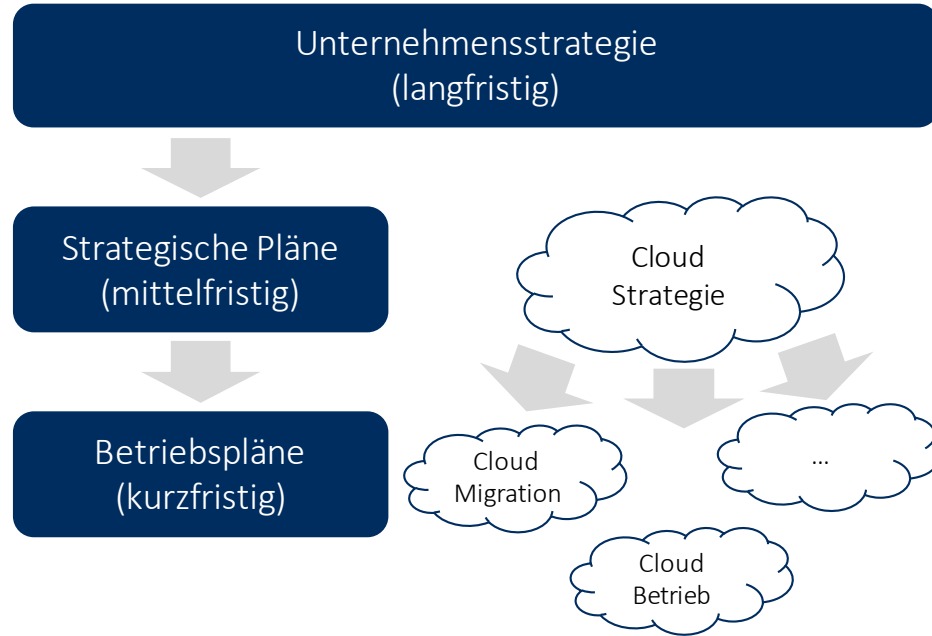 Unternehmensstrategie
(langfristig)
Strategische Pläne
(mittelfristig)
Cloud
Strategie
Betriebspläne
(kurzfristig)
Cloud
Migration
...
Cloud
Betrieb